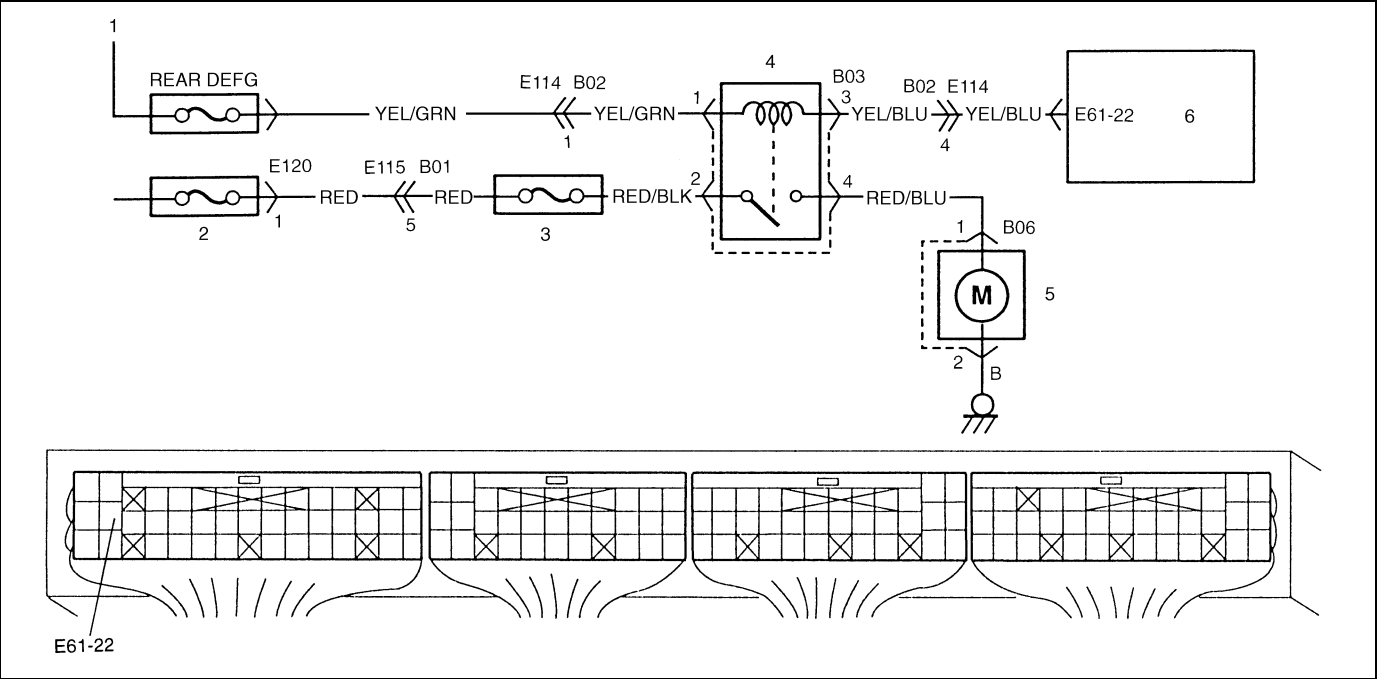 1
REAR DEFG
E114 B02
4
B03
B02 E114
YEL/GRN
YEL/GRN
1
3
YEL/BLU
YEL/BLU
E61-22
6
1
4
E120
E115 B01
RED
RED
RED/BLK
2
4
RED/BLU
1
5
2
3
1
B06
M
5
2
B
E61-22